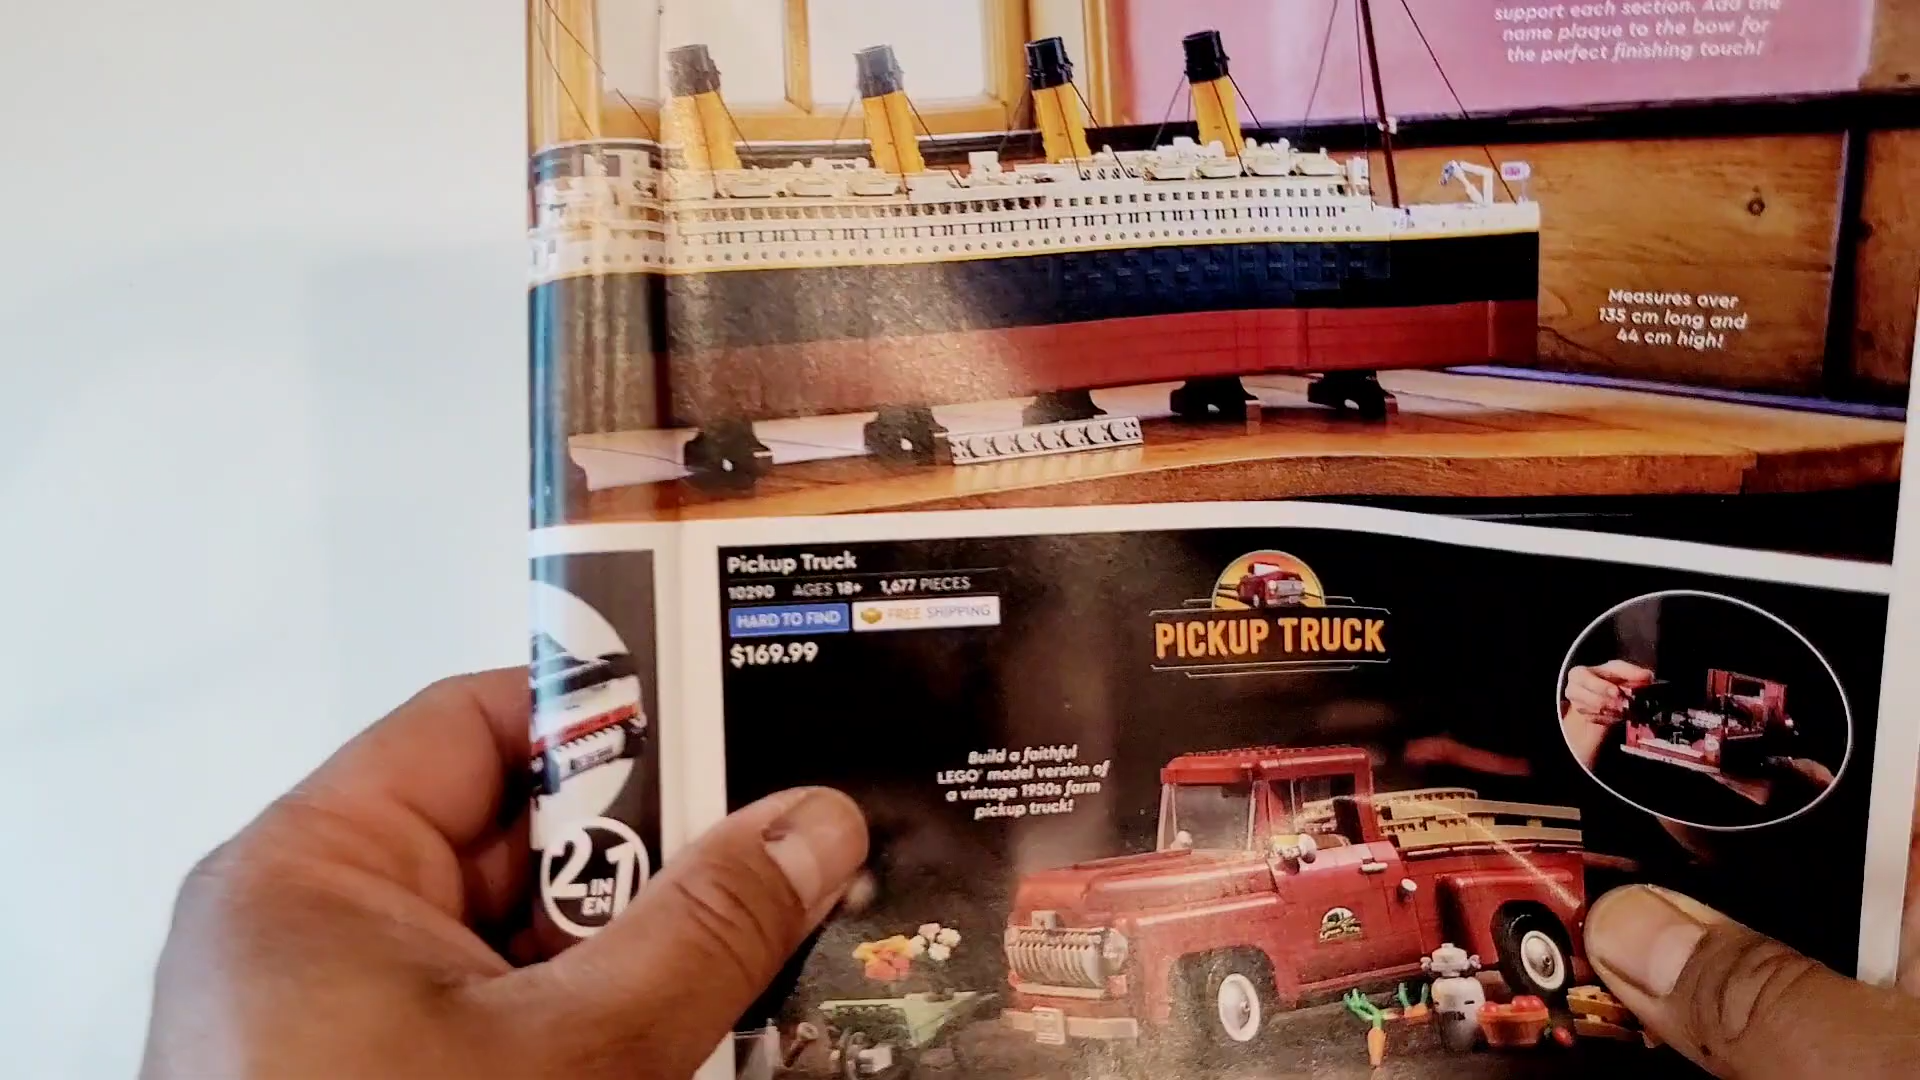 support each section. Add the
name plaque to the bow for
the perfect finishing touch!
Measures over
135 cm long and
44 cm high!
Pickup Truck
10290 AGES 18+ 1,677 PIECES
HARD TO FIND FREE SHIPPING
$169.99
PICKUP TRUCK
Build a faithful
LEGO® model version of
a vintage 1950s farm
pickup truck!
2 IN 1
EN